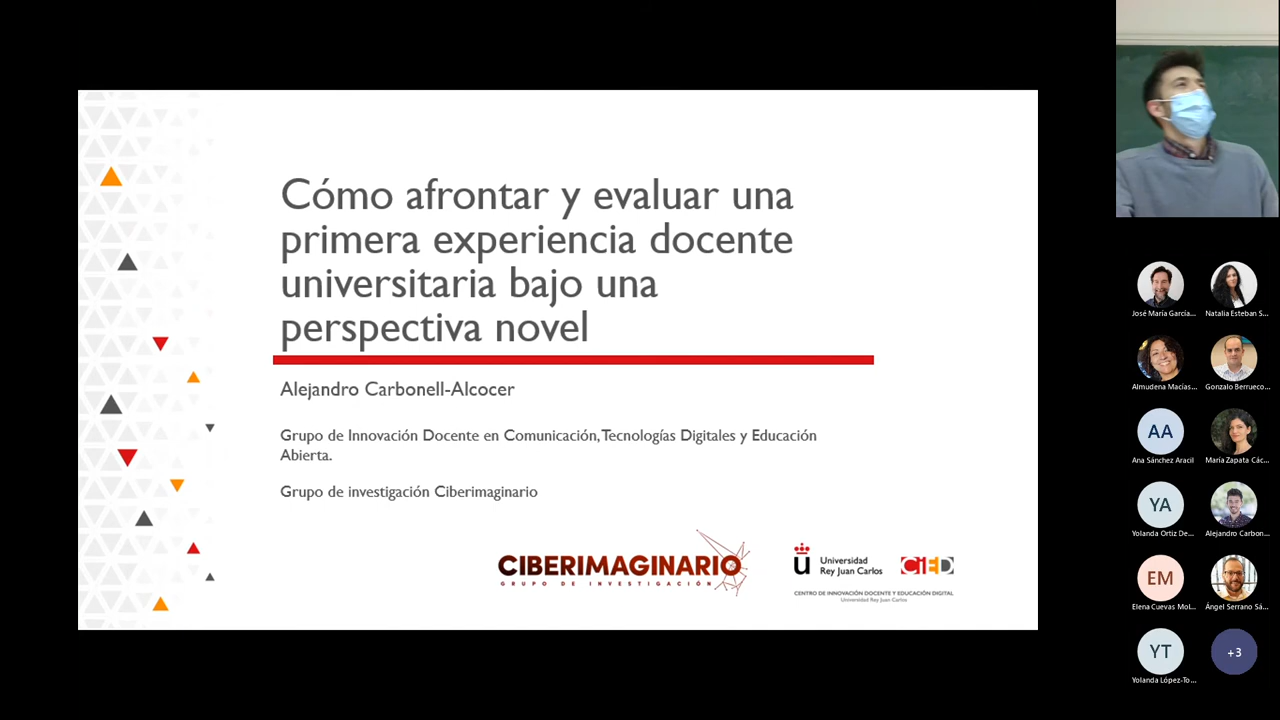 Cómo afrontar y evaluar una
primera experiencia docente
universitaria bajo una
perspectiva novel
Alejandro Carbonell-Alcocer
Grupo de Innovación Docente en Comunicación, Tecnologías Digitales y Educación
Abierta.
Grupo de investigación Ciberimaginario
CIBERIMAGINARIO
GRUPO DE INVESTIGACIÓN
u Universidad
Rey Juan Carlos
CiED
CENTRO DE INNOVACIÓN DOCENTE Y EDUCACIÓN DIGITAL
Universidad Rey Juan Carlos
José María García...
Natalia Esteban S...
Almudena Macías...
Gonzalo Berrueco...
AA
Ana Sánchez Aracil
María Zapata Các...
YA
Yolanda Ortiz De...
Alejandro Carbon...
EM
Elena Cuevas Mol...
Ángel Serrano Sá...
YT
Yolanda López-To...
+3